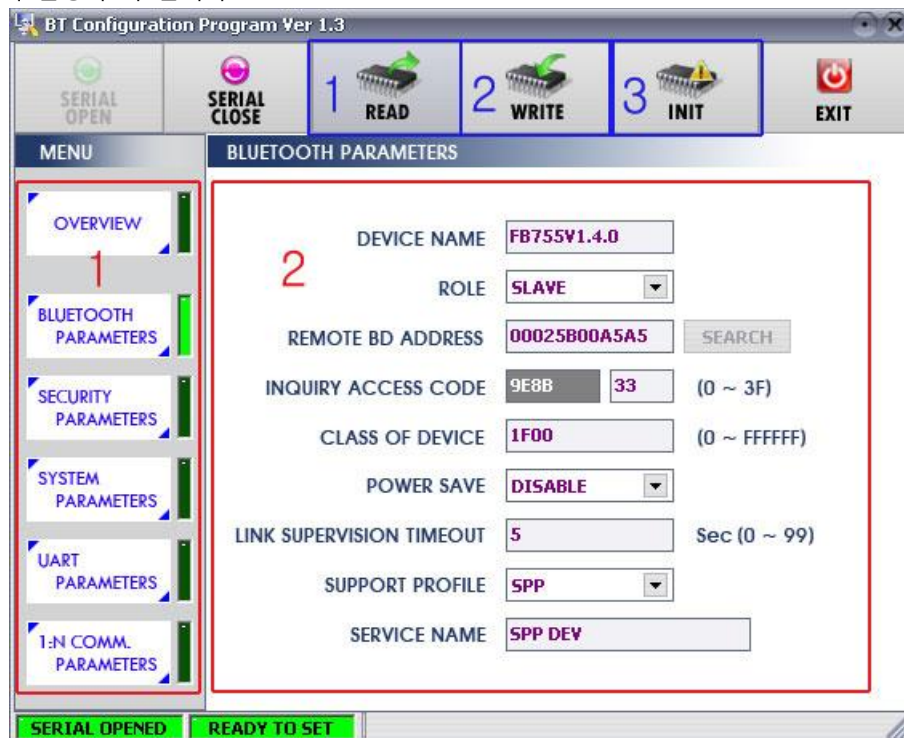 BT Configuration Program Ver 1.3
SERIAL OPEN
SERIAL CLOSE
1 READ
2 WRITE
3 INIT
EXIT
MENU
BLUETOOTH PARAMETERS
OVERVIEW
1
BLUETOOTH PARAMETERS
SECURITY PARAMETERS
SYSTEM PARAMETERS
UART PARAMETERS
1:N COMM. PARAMETERS
2
DEVICE NAME FB755V1.4.0
ROLE SLAVE
REMOTE BD ADDRESS 00025B00A5A5 SEARCH
INQUIRY ACCESS CODE 9E8B 33 (0 ~ 3F)
CLASS OF DEVICE 1F00 (0 ~ FFFFFF)
POWER SAVE DISABLE
LINK SUPERVISION TIMEOUT 5 Sec (0 ~ 99)
SUPPORT PROFILE SPP
SERVICE NAME SPP DEV
SERIAL OPENED READY TO SET